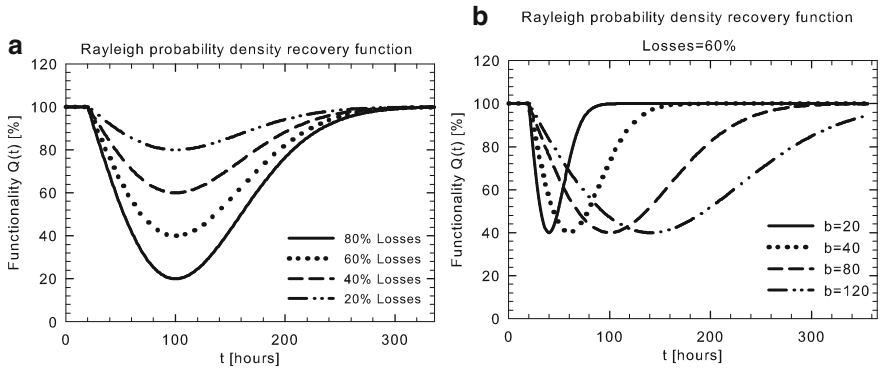 a
Rayleigh probability density recovery function
120
100
80
60
40
20
0
Functionality Q(t) [%]
80% Losses
60% Losses
40% Losses
20% Losses
0 100 200 300
t [hours]
b
Rayleigh probability density recovery function
Losses=60%
120
100
80
60
40
20
0
Functionality Q(t) [%]
b=20
b=40
b=80
b=120
0 100 200 300
t [hours]